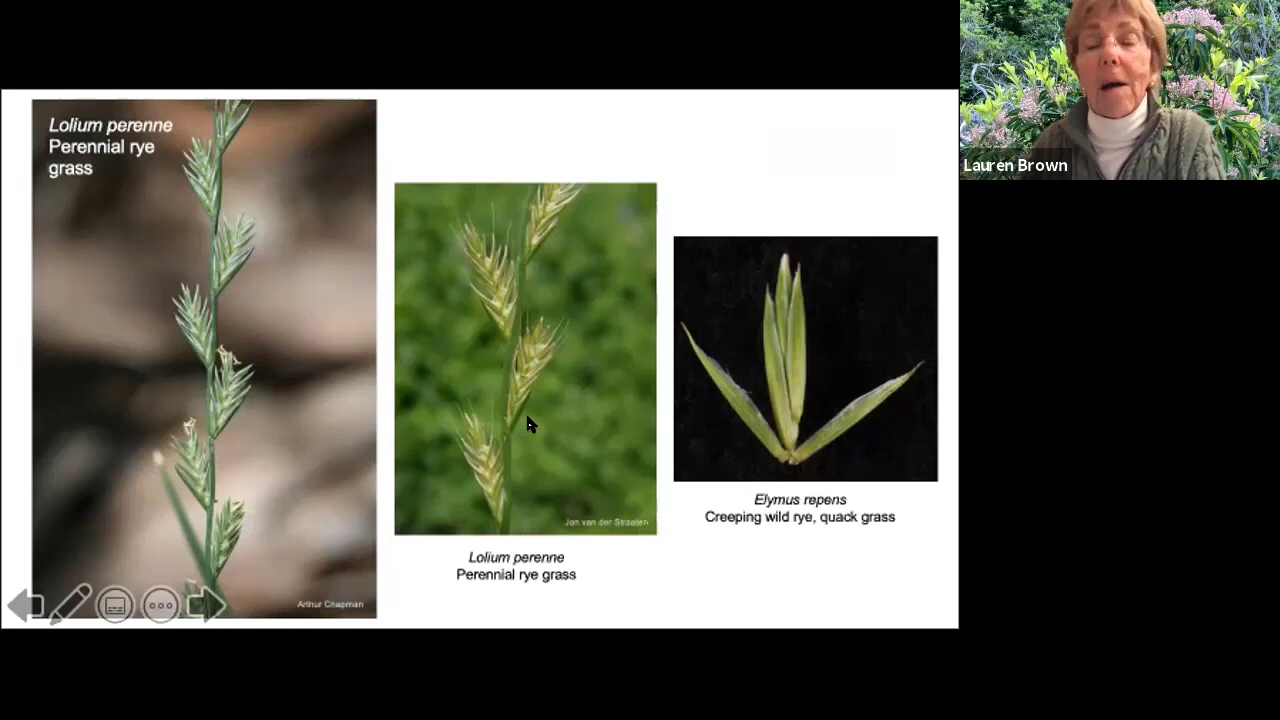 Lolium perenne
Perennial rye
grass
Arthur Chapman
Jan van der Straaten
Lolium perenne
Perennial rye grass
Elymus repens
Creeping wild rye, quack grass
Lauren Brown